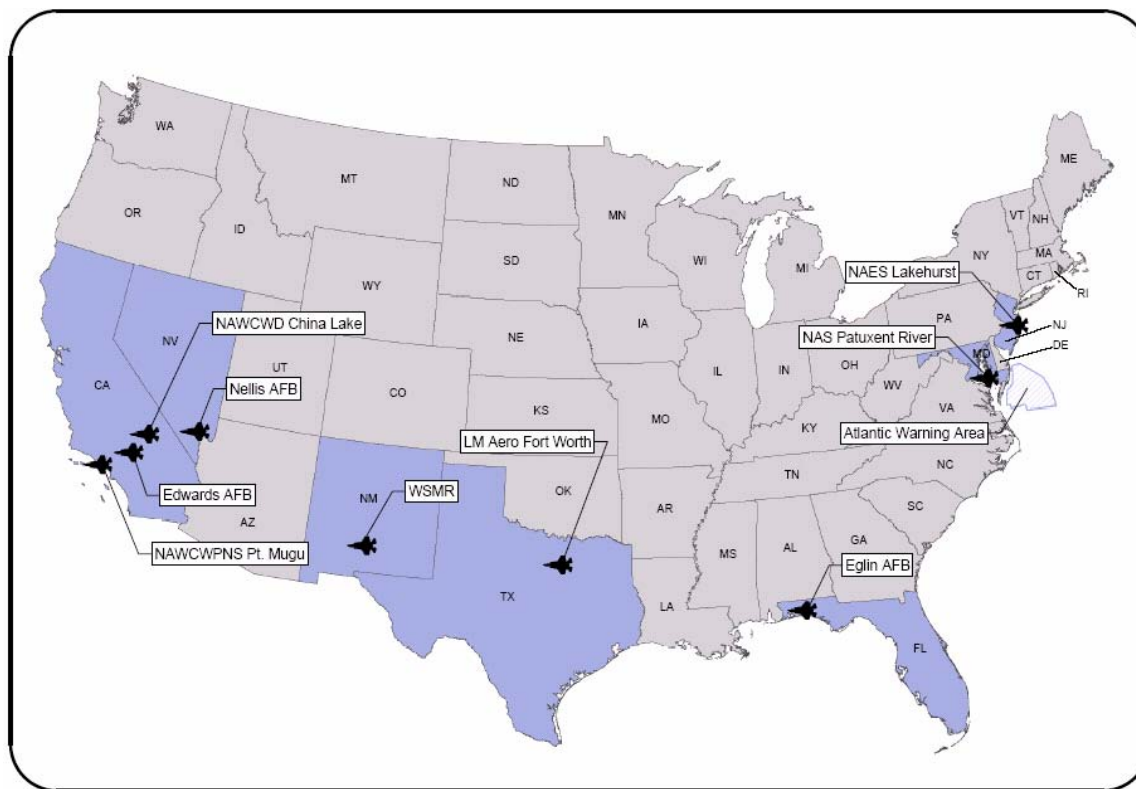 WA
ME
MT
ND
OR
MN
VT
NH
ID
NY
MA
SD
WI
MI
CT
NAES Lakehurst
RI
WY
NAWCWD China Lake
IA
PA
NE
NAS Patuxent River
NJ
NV
DE
MD
OH
UT
IN
IL
CA
Nellis AFB
CO
WV
KS
VA
MO
LM Aero Fort Worth
KY
Atlantic Warning Area
NC
TN
WSMR
OK
Edwards AFB
NM
AR
SC
AZ
NAWCWPNS Pt. Mugu
MS
AL
GA
Eglin AFB
TX
LA
FL